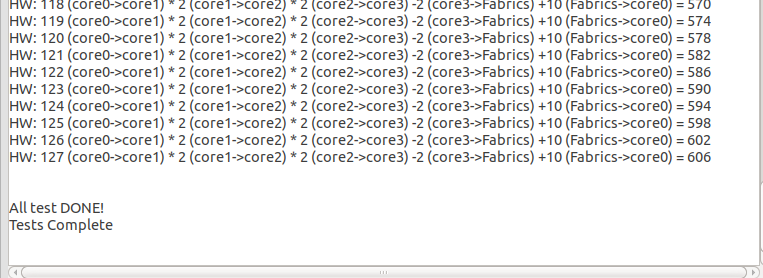 HW: 118 (core0->core1) * 2 (core1->core2) * 2 (core2->core3) -2 (core3->Fabrics) +10 (Fabrics->core0) = 570
HW: 119 (core0->core1) * 2 (core1->core2) * 2 (core2->core3) -2 (core3->Fabrics) +10 (Fabrics->core0) = 574
HW: 120 (core0->core1) * 2 (core1->core2) * 2 (core2->core3) -2 (core3->Fabrics) +10 (Fabrics->core0) = 578
HW: 121 (core0->core1) * 2 (core1->core2) * 2 (core2->core3) -2 (core3->Fabrics) +10 (Fabrics->core0) = 582
HW: 122 (core0->core1) * 2 (core1->core2) * 2 (core2->core3) -2 (core3->Fabrics) +10 (Fabrics->core0) = 586
HW: 123 (core0->core1) * 2 (core1->core2) * 2 (core2->core3) -2 (core3->Fabrics) +10 (Fabrics->core0) = 590
HW: 124 (core0->core1) * 2 (core1->core2) * 2 (core2->core3) -2 (core3->Fabrics) +10 (Fabrics->core0) = 594
HW: 125 (core0->core1) * 2 (core1->core2) * 2 (core2->core3) -2 (core3->Fabrics) +10 (Fabrics->core0) = 598
HW: 126 (core0->core1) * 2 (core1->core2) * 2 (core2->core3) -2 (core3->Fabrics) +10 (Fabrics->core0) = 602
HW: 127 (core0->core1) * 2 (core1->core2) * 2 (core2->core3) -2 (core3->Fabrics) +10 (Fabrics->core0) = 606
All test DONE!
Tests Complete